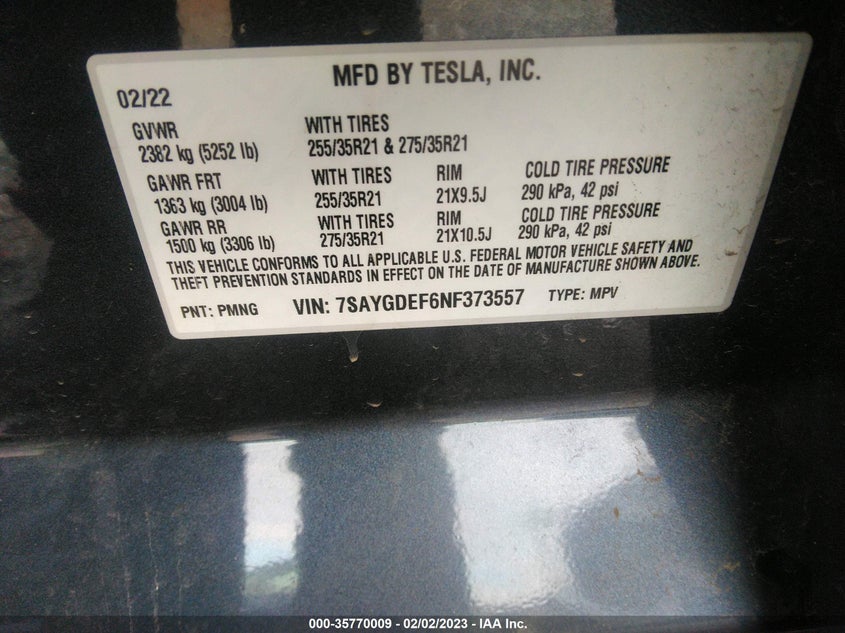 MFD BY TESLA, INC.
02/22
GVWR
2382 kg (5252 lb)
WITH TIRES
255/35R21 & 275/35R21
GAWR FRT
1363 kg (3004 lb)
WITH TIRES
255/35R21
RIM
21X9.5J
COLD TIRE PRESSURE
290 kPa, 42 psi
GAWR RR
1500 kg (3306 lb)
WITH TIRES
275/35R21
RIM
21X10.5J
COLD TIRE PRESSURE
290 kPa, 42 psi
THIS VEHICLE CONFORMS TO ALL APPLICABLE U.S. FEDERAL MOTOR VEHICLE SAFETY AND
THEFT PREVENTION STANDARDS IN EFFECT ON THE DATE OF MANUFACTURE SHOWN ABOVE.
PNT: PMNG VIN: 7SAYGDEF6NF373557 TYPE: MPV
000-35770009 - 02/02/2023 - IAA Inc.